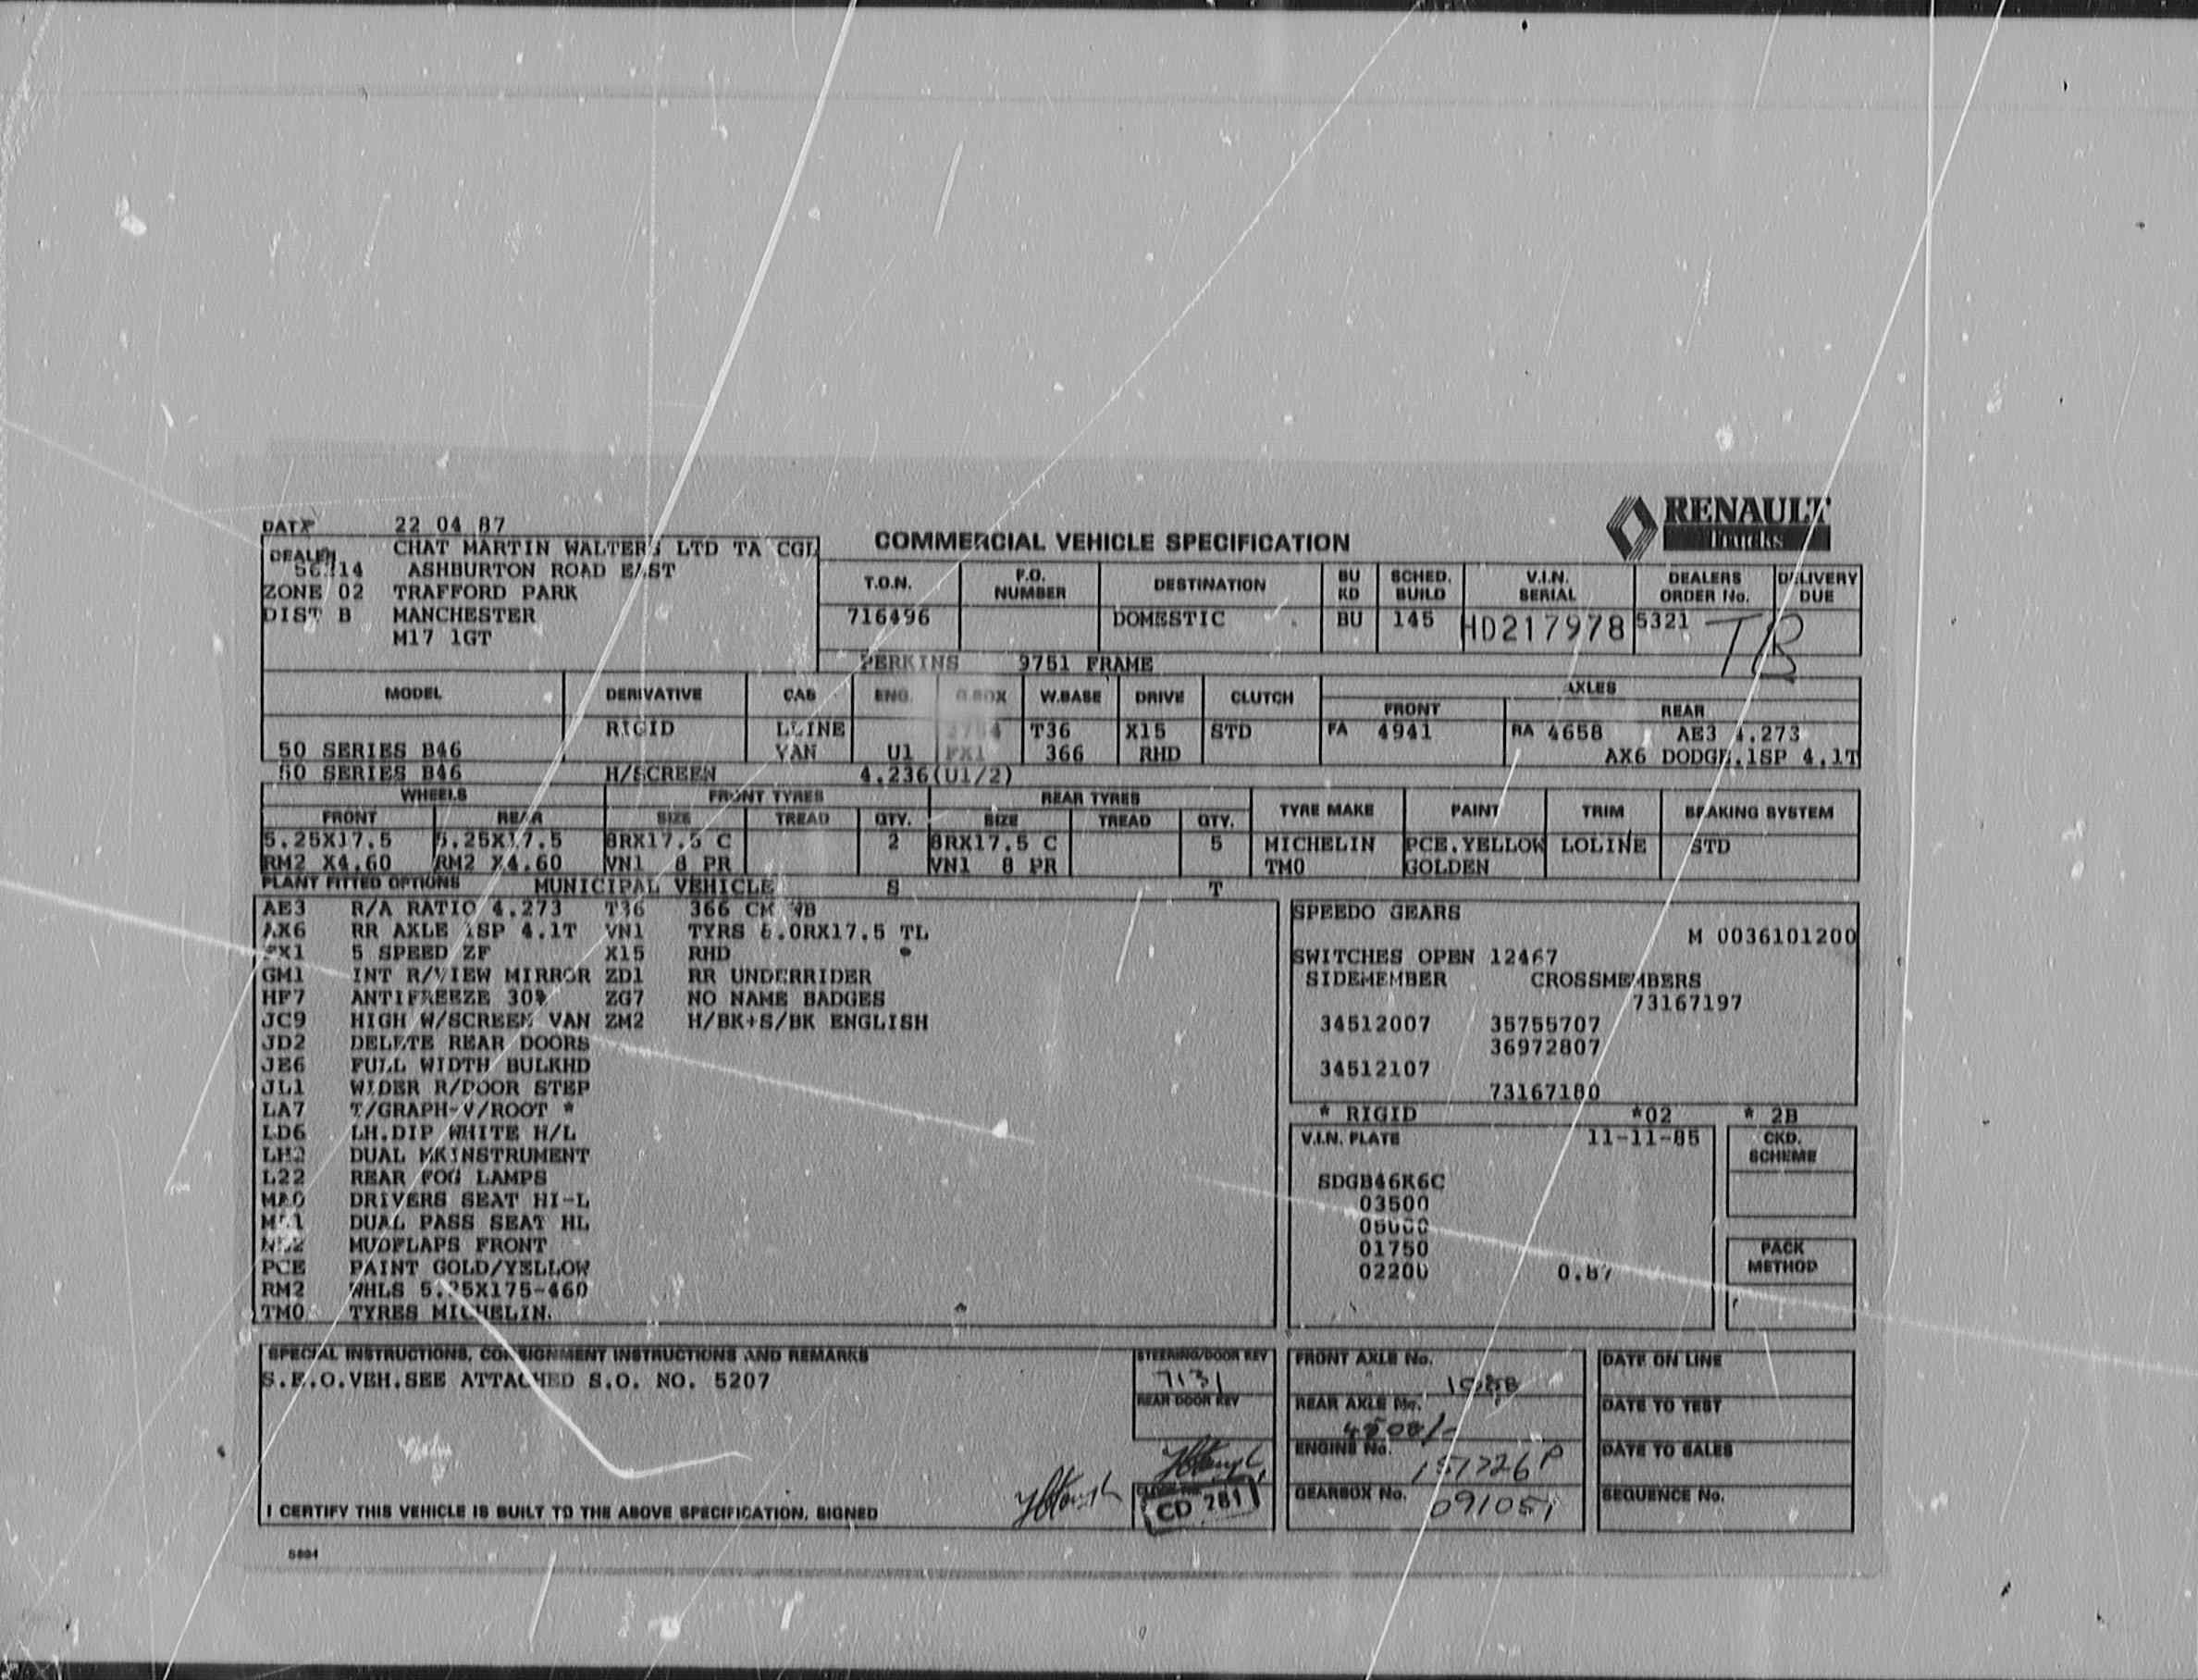 RENAULT
Trucks
DATE 22 04 87
COMMERCIAL VEHICLE SPECIFICATION
DEALER CHAT MARTIN WALTERS LTD TA CGL
ASHBURTON ROAD EAST
ZONE 02 TRAFFORD PARK
DIST B MANCHESTER
M17 1GT
T.O.N. F.O. NUMBER DESTINATION BU KD SCHED. BUILD V.I.N. SERIAL DEALERS ORDER No. DELIVERY DUE
716496 DOMESTIC BU 145 HD217978 5321 TB
PERKINS 9751 FRAME
MODEL DERIVATIVE CAB ENG. G.BOX W.BASE DRIVE CLUTCH AXLES
FRONT REAR
RIGID LLINE T36 X15 STD FA 4941 RA 4658 AE3 4.273
50 SERIES B46 VAN U1 FX1 366 RHD AX6 DODGE.1SP 4.1T
50 SERIES B46 H/SCREEN 4.236(U1/2)
WHEELS FRONT TYRES REAR TYRES TYRE MAKE PAINT TRIM BRAKING SYSTEM
FRONT REAR SIZE TREAD QTY. SIZE TREAD QTY.
5.25X17.5 5.25X17.5 8RX17.5 C 2 8RX17.5 C 5 MICHELIN PCE.YELLOW LOLINE STD
RM2 X4.60 RM2 X4.60 VN1 8 PR VN1 8 PR TM0 GOLDEN
PLANT FITTED OPTIONS MUNICIPAL VEHICLE S T
AE3 R/A RATIO 4.273 T36 366 CM WB
AX6 RR AXLE 1SP 4.1T VN1 TYRS 8.0RX17.5 TL
FX1 5 SPEED ZF X15 RHD
GM1 INT R/VIEW MIRROR ZD1 RR UNDERRIDER
HF7 ANTIFREEZE 30% ZG7 NO NAME BADGES
JC9 HIGH W/SCREEN VAN ZM2 H/BK+S/BK ENGLISH
JD2 DELETE REAR DOORS
JE6 FULL WIDTH BULKHD
JL1 WIDER R/DOOR STEP
LA7 T/GRAPH-V/ROOT *
LD6 LH.DIP WHITE H/L
LH2 DUAL MKINSTRUMENT
L22 REAR FOG LAMPS
MA0 DRIVERS SEAT HI-L
DUAL PASS SEAT HL
MUDFLAPS FRONT
PCE PAINT GOLD/YELLOW
RM2 WHLS 5.25X175-460
TM0 TYRES MICHELIN.
SPEEDO GEARS
M 0036101200
SWITCHES OPEN 12467
SIDEMEMBER CROSSMEMBERS
73167197
34512007 35755707
36972807
34512107
73167180
* RIGID *02 * 2B
V.I.N. PLATE 11-11-85
SDGB46K6C
03500
05000
01750
02200 0.87
CKD. SCHEME
PACK METHOD
SPECIAL INSTRUCTIONS, CONSIGNMENT INSTRUCTIONS AND REMARKS
S.E.O.VEH.SEE ATTACHED S.O. NO. 5207
I CERTIFY THIS VEHICLE IS BUILT TO THE ABOVE SPECIFICATION, SIGNED
STEERING/DOOR KEY
7131
REAR DOOR KEY
CD 281
FRONT AXLE No.
REAR AXLE No.
ENGINE No.
151726P
GEARBOX No.
091051
DATE ON LINE
DATE TO TEST
DATE TO SALES
SEQUENCE No.
5804